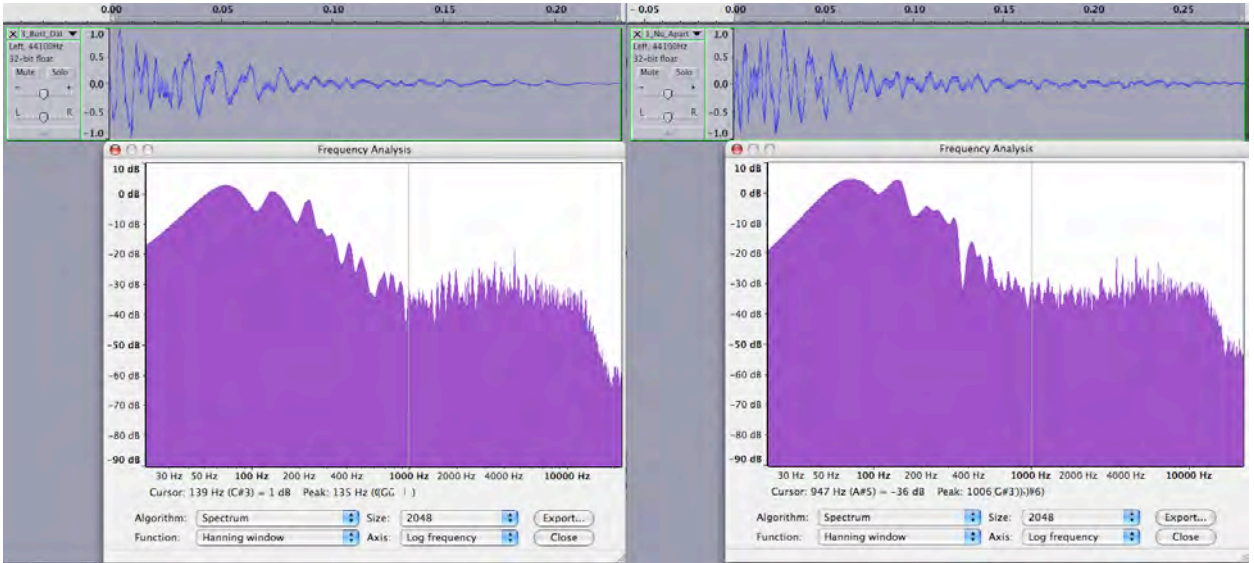 0.00 0.05 0.10 0.15 0.20
X 3_Bust_Dat
Left, 44100Hz
32-bit float
Mute Solo
- +
L R
1.0
0.5
0.0
-0.5
-1.0
Frequency Analysis
10 dB
0 dB
-10 dB
-20 dB
-30 dB
-40 dB
-50 dB
-60 dB
-70 dB
-80 dB
-90 dB
30 Hz 50 Hz 100 Hz 200 Hz 400 Hz 1000 Hz 2000 Hz 4000 Hz 10000 Hz
Cursor: 139 Hz (C#3) = 1 dB Peak: 135 Hz
Algorithm: Spectrum Size: 2048 Export...
Function: Hanning window Axis: Log frequency Close
- 0.05 0.00 0.05 0.10 0.15 0.20 0.25
X 1_No_Apart
Left, 44100Hz
32-bit float
Mute Solo
- +
L R
1.0
0.5
0.0
-0.5
-1.0
Frequency Analysis
10 dB
0 dB
-10 dB
-20 dB
-30 dB
-40 dB
-50 dB
-60 dB
-70 dB
-80 dB
-90 dB
30 Hz 50 Hz 100 Hz 200 Hz 400 Hz 1000 Hz 2000 Hz 4000 Hz 10000 Hz
Cursor: 947 Hz (A#5) = -36 dB Peak: 1006
Algorithm: Spectrum Size: 2048 Export...
Function: Hanning window Axis: Log frequency Close